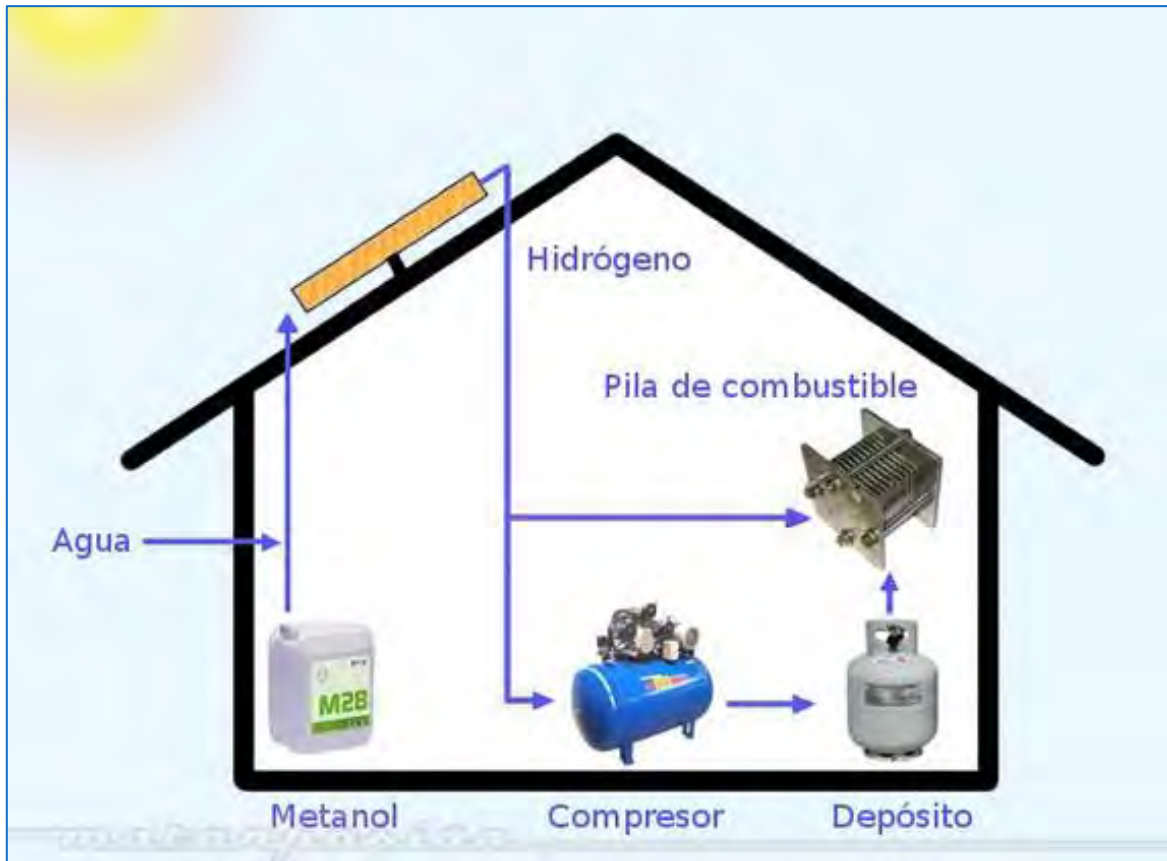 Hidrógeno
Pila de combustible
Agua
M28
Metanol
Compresor
Depósito